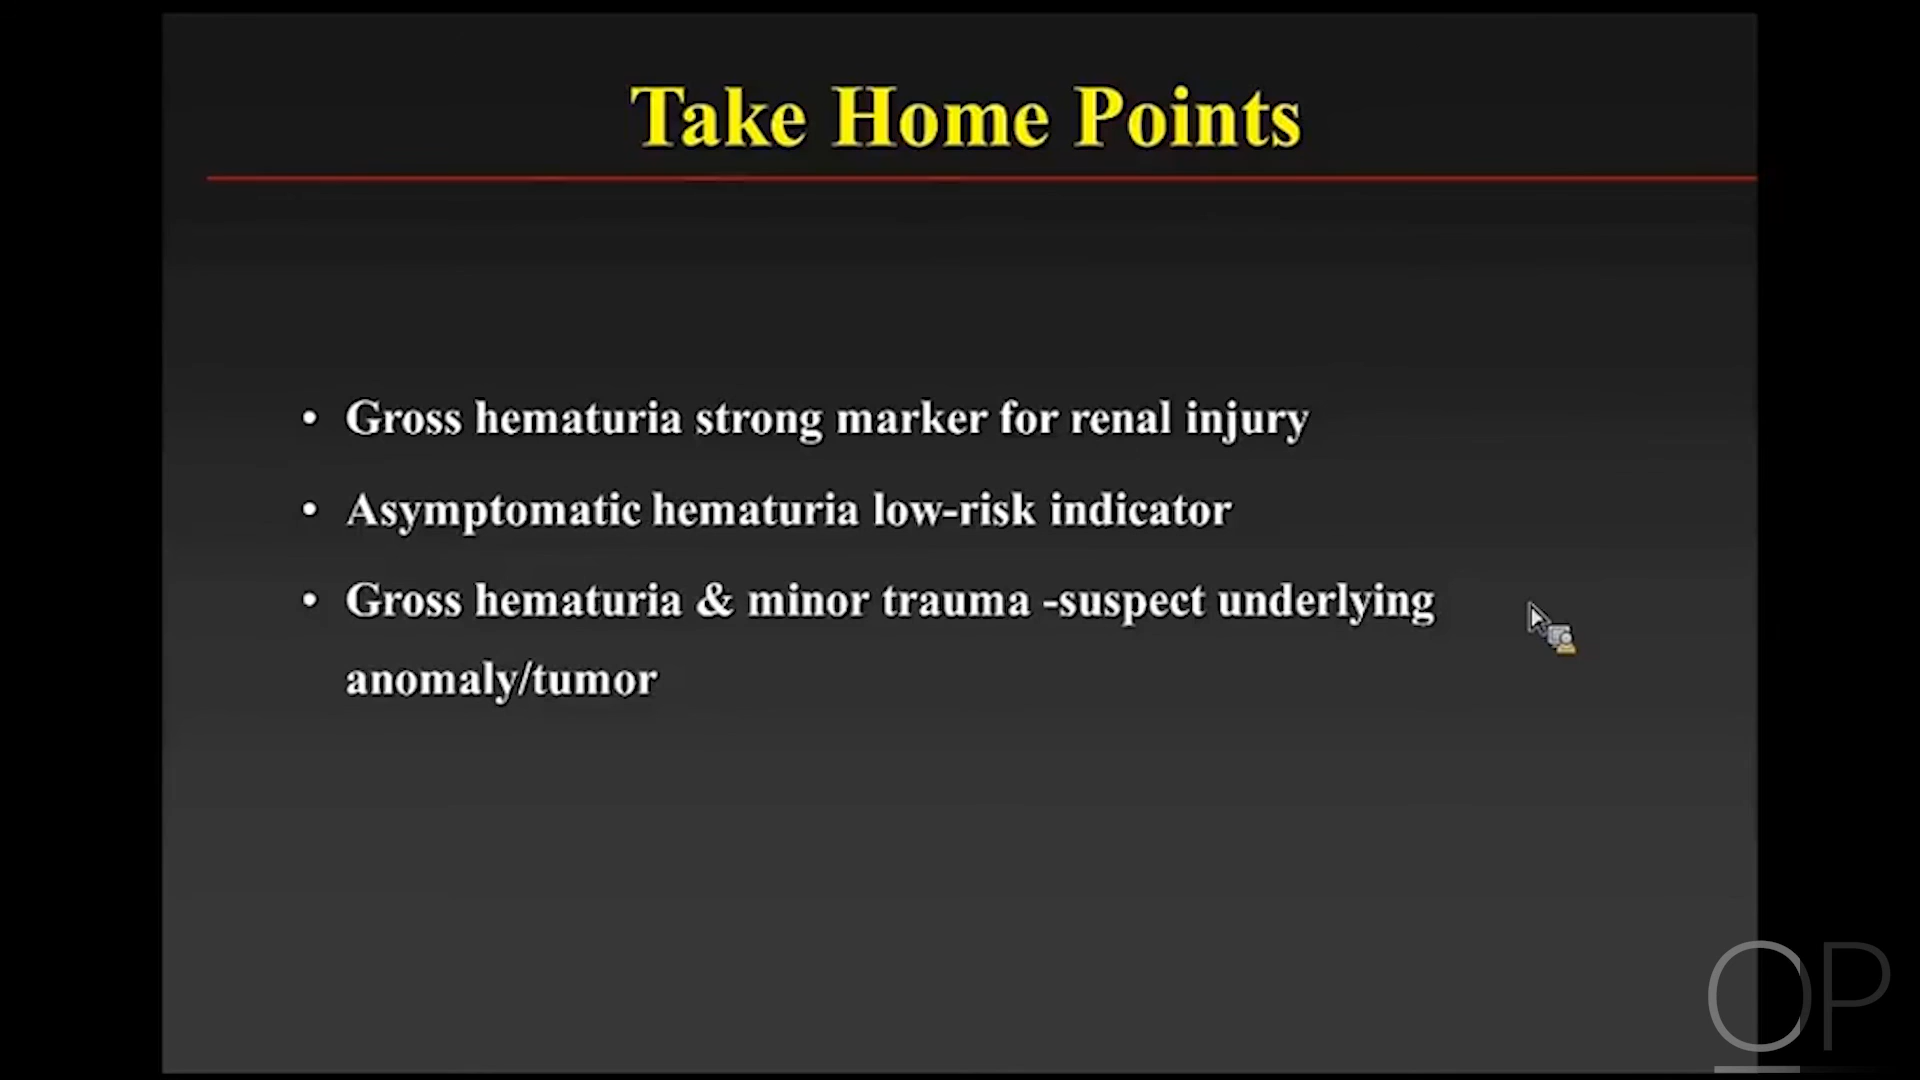 Take Home Points
• Gross hematuria strong marker for renal injury
• Asymptomatic hematuria low-risk indicator
• Gross hematuria & minor trauma -suspect underlying
anomaly/tumor
OP